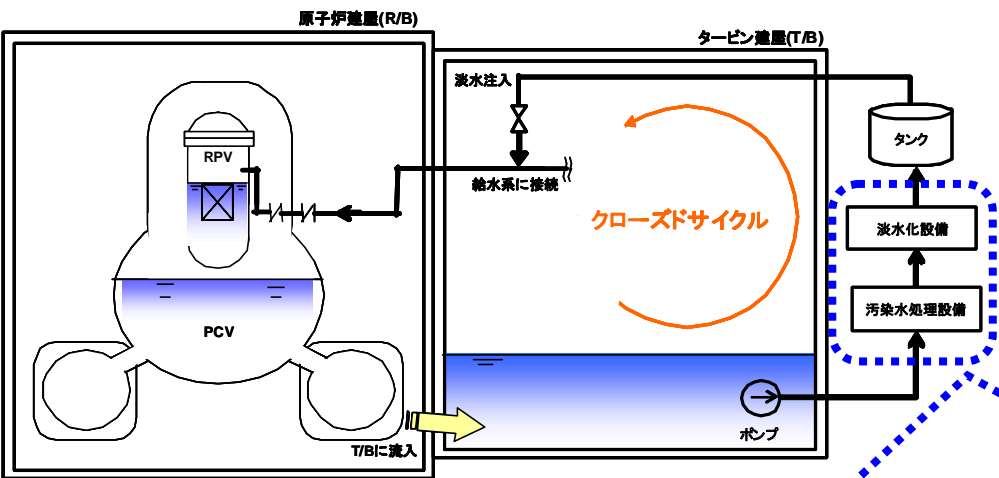 原子炉建屋(R/B)
タービン建屋(T/B)
淡水注入
タンク
RPV
給水系に接続
クローズドサイクル
淡水化設備
汚染水処理設備
PCV
ポンプ
T/Bに流入